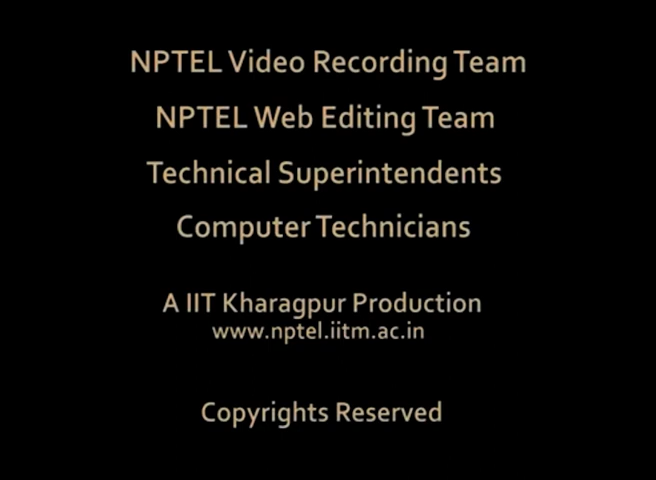 NPTEL Video Recording Team
NPTEL Web Editing Team
Technical Superintendents
Computer Technicians
A IIT Kharagpur Production
www.nptel.iitm.ac.in
Copyrights Reserved